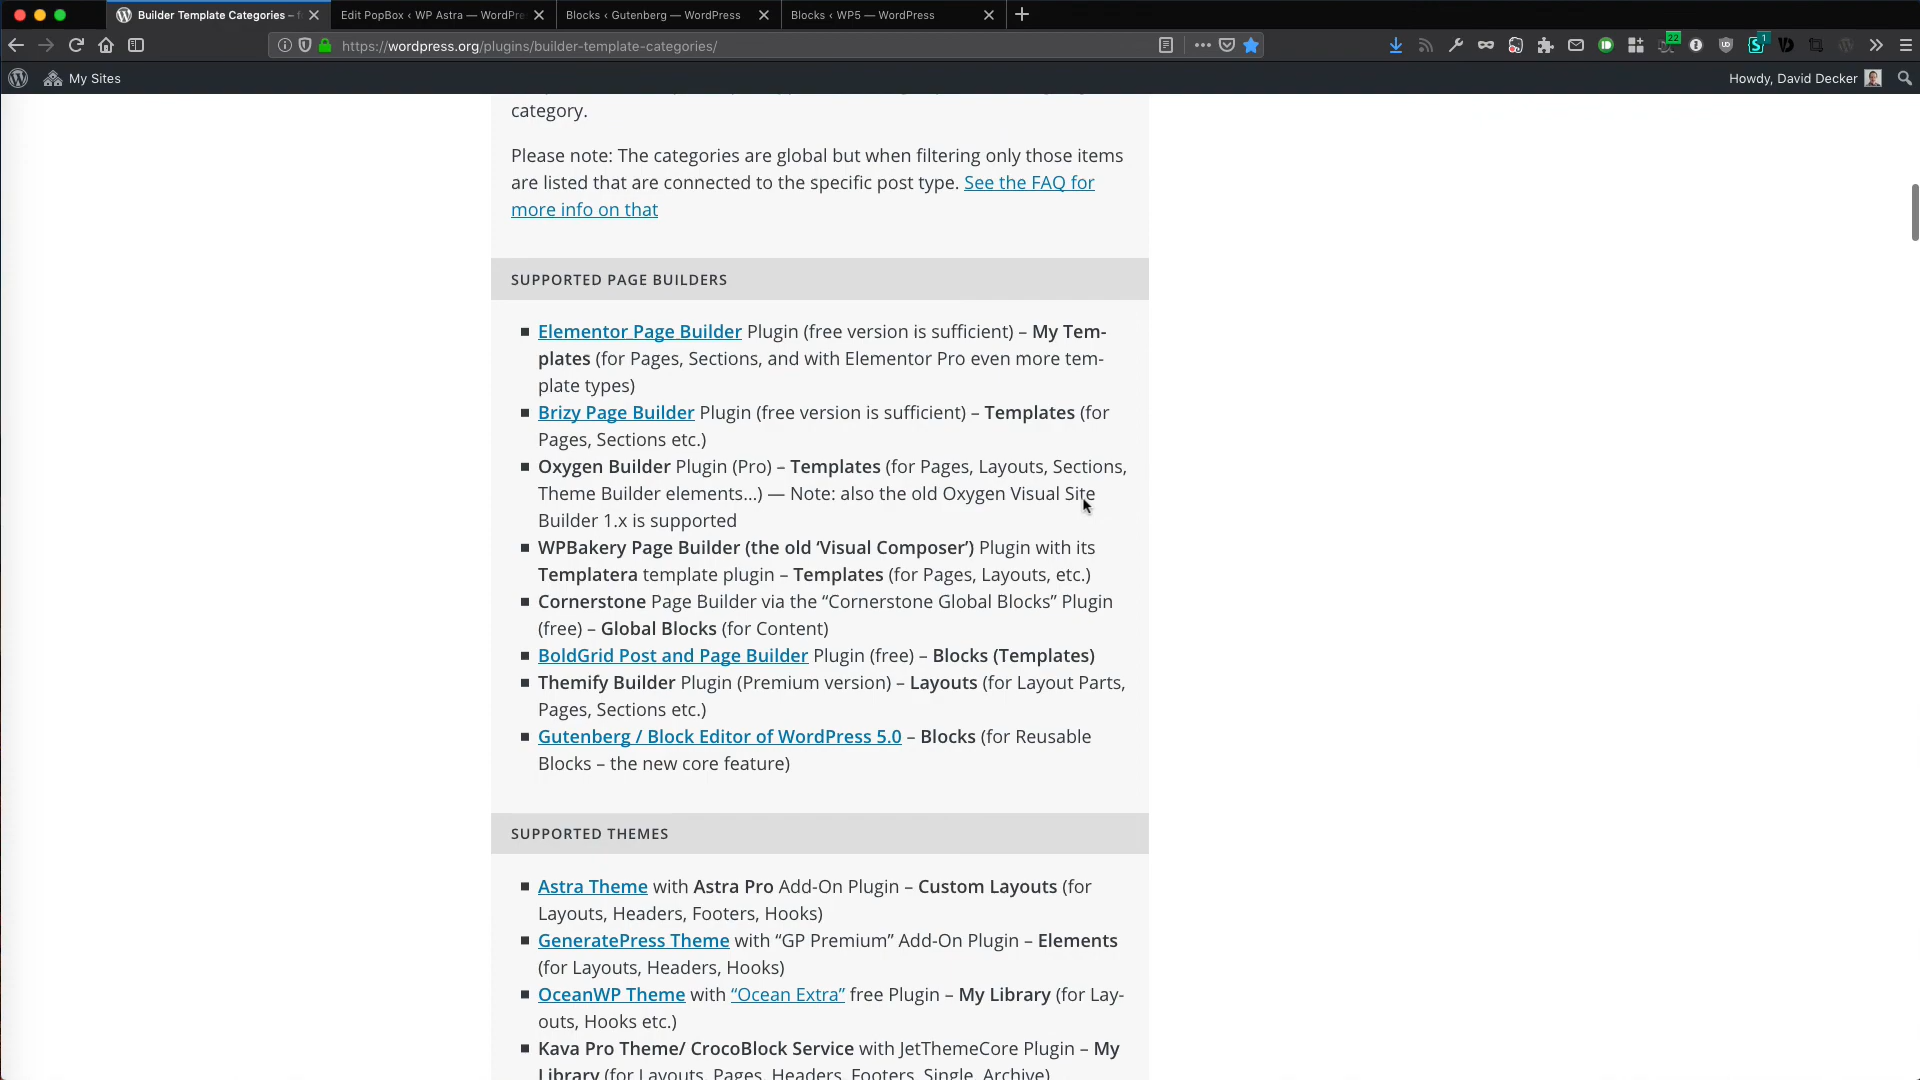 Builder Template Categories –
Edit PopBox ‹ WP Astra — WordPre
Blocks ‹ Gutenberg — WordPress
Blocks ‹ WP5 — WordPress
https://wordpress.org/plugins/builder-template-categories/
22
1
My Sites
Howdy, David Decker
category.
Please note: The categories are global but when filtering only those items
are listed that are connected to the specific post type. See the FAQ for
more info on that
SUPPORTED PAGE BUILDERS
Elementor Page Builder Plugin (free version is sufficient) – My Tem-
plates (for Pages, Sections, and with Elementor Pro even more tem-
plate types)
Brizy Page Builder Plugin (free version is sufficient) – Templates (for
Pages, Sections etc.)
Oxygen Builder Plugin (Pro) – Templates (for Pages, Layouts, Sections,
Theme Builder elements…) — Note: also the old Oxygen Visual Site
Builder 1.x is supported
WPBakery Page Builder (the old ‘Visual Composer’) Plugin with its
Templatera template plugin – Templates (for Pages, Layouts, etc.)
Cornerstone Page Builder via the “Cornerstone Global Blocks” Plugin
(free) – Global Blocks (for Content)
BoldGrid Post and Page Builder Plugin (free) – Blocks (Templates)
Themify Builder Plugin (Premium version) – Layouts (for Layout Parts,
Pages, Sections etc.)
Gutenberg / Block Editor of WordPress 5.0 – Blocks (for Reusable
Blocks – the new core feature)
SUPPORTED THEMES
Astra Theme with Astra Pro Add-On Plugin – Custom Layouts (for
Layouts, Headers, Footers, Hooks)
GeneratePress Theme with “GP Premium” Add-On Plugin – Elements
(for Layouts, Headers, Hooks)
OceanWP Theme with “Ocean Extra” free Plugin – My Library (for Lay-
outs, Hooks etc.)
Kava Pro Theme/ CrocoBlock Service with JetThemeCore Plugin – My
Library (for Layouts, Pages, Headers, Footers, Single, Archive)